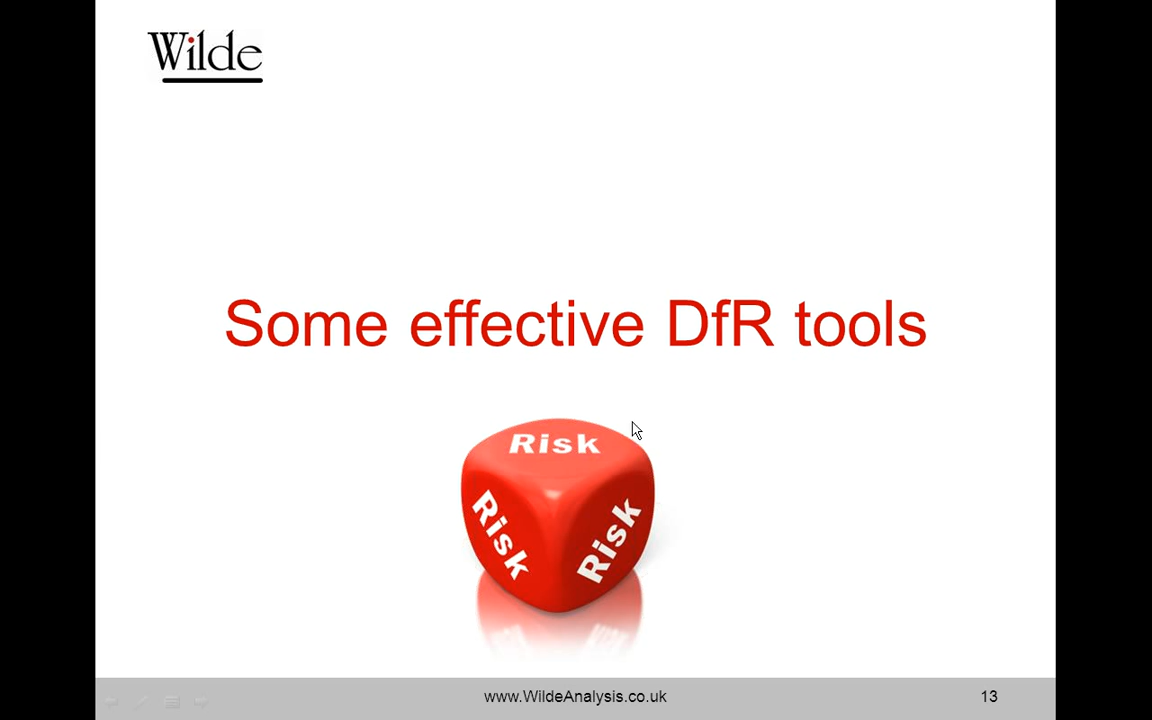 Wilde
Some effective DfR tools
Risk
Risk
Risk
www.WildeAnalysis.co.uk
13